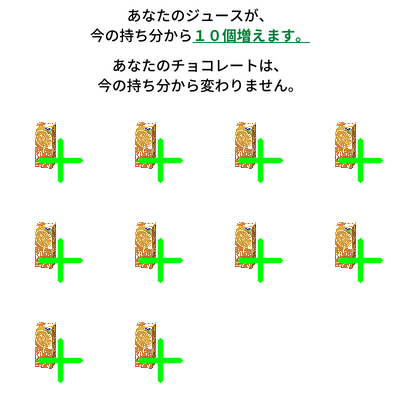 あなたのジュースが、
今の持ち分から１０個増えます。
あなたのチョコレートは、
今の持ち分から変わりません。